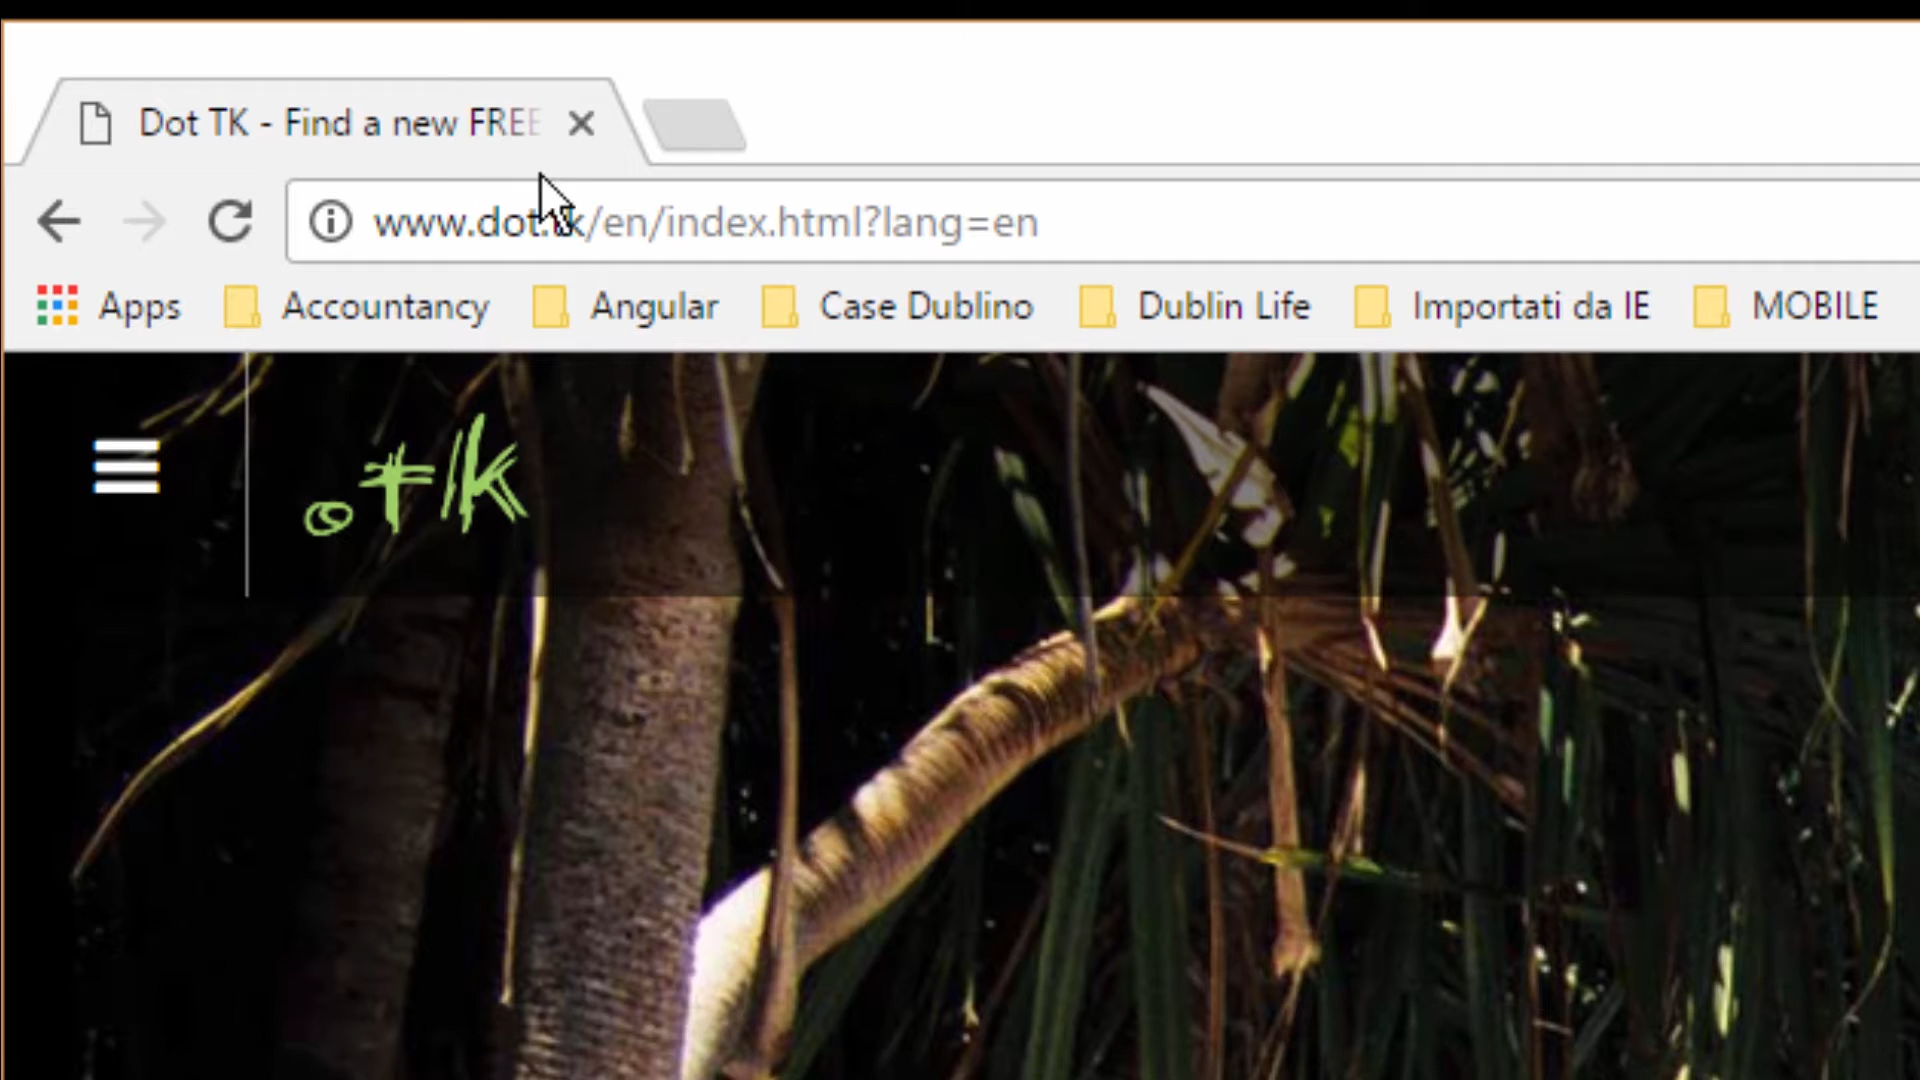 Dot TK - Find a new FREE
www.dot.tk/en/index.html?lang=en
Apps Accountancy Angular Case Dublino Dublin Life Importati da IE MOBILE
.tk